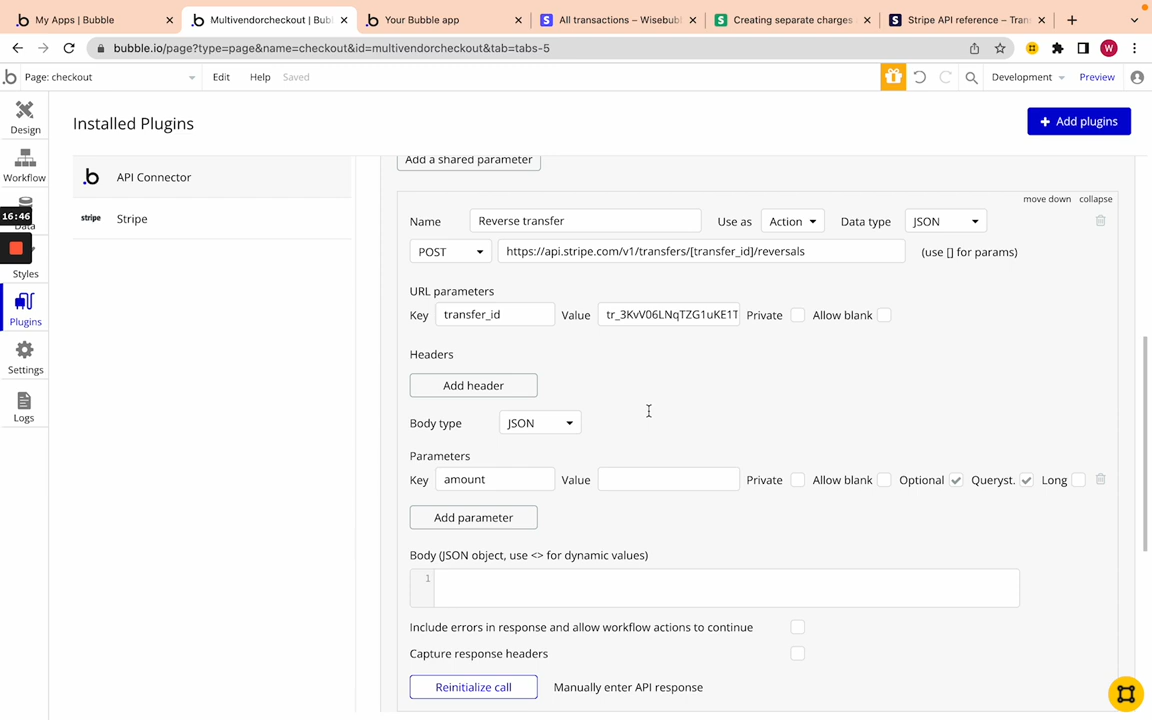 My Apps | Bubble
Multivendorcheckout | Bub
Your Bubble app
All transactions – Wisebubbl
Creating separate charges
Stripe API reference – Tran
bubble.io/page?type=page&name=checkout&id=multivendorcheckout&tab=tabs-5
W
Page: checkout
Edit
Help
Saved
Development
Preview
Design
Workflow
16:46
Data
Styles
Plugins
Settings
Logs
Installed Plugins
Add plugins
API Connector
stripe
Stripe
Add a shared parameter
move down
collapse
Name
Reverse transfer
Use as
Action
Data type
JSON
POST
https://api.stripe.com/v1/transfers/[transfer_id]/reversals
(use [] for params)
URL parameters
Key
transfer_id
Value
tr_3KvV06LNqTZG1uKE1T
Private
Allow blank
Headers
Add header
Body type
JSON
Parameters
Key
amount
Value
Private
Allow blank
Optional
Queryst.
Long
Add parameter
Body (JSON object, use <> for dynamic values)
1
Include errors in response and allow workflow actions to continue
Capture response headers
Reinitialize call
Manually enter API response